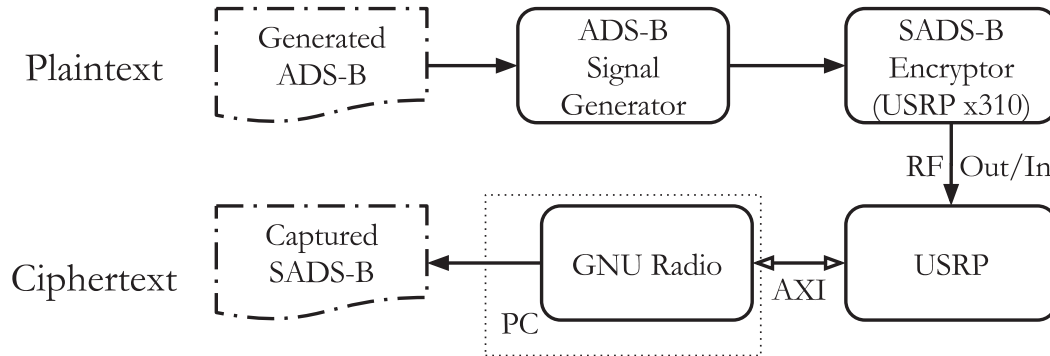 Plaintext
Generated
ADS-B
ADS-B
Signal
Generator
SADS-B
Encryptor
(USRP x310)
RF Out/In
Ciphertext
Captured
SADS-B
PC
GNU Radio
AXI
USRP